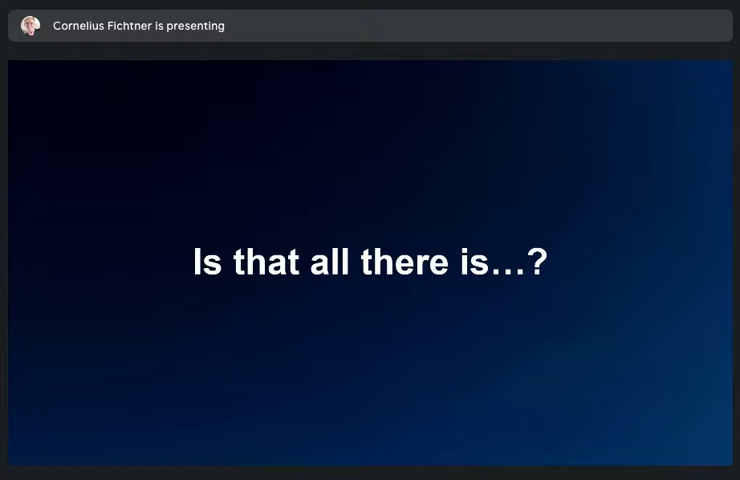 Cornelius Fichtner is presenting
Is that all there is...?